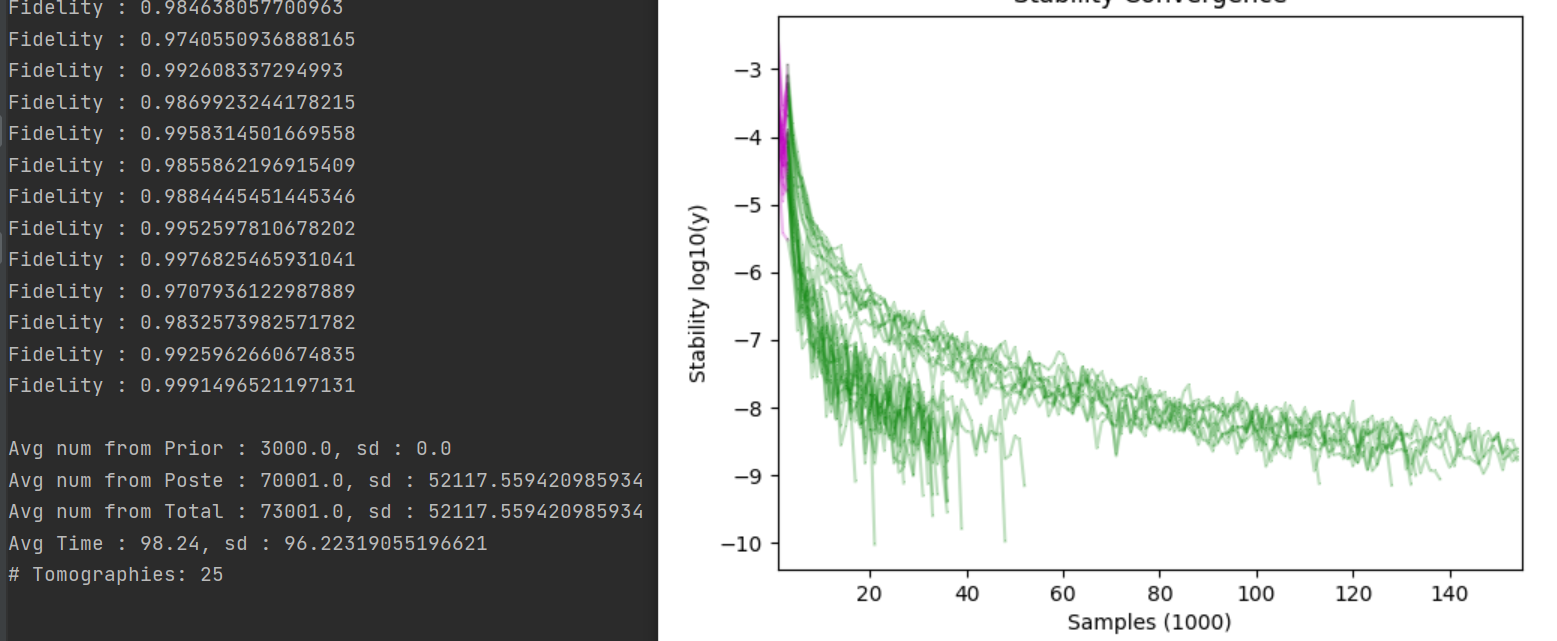 Fidelity : 0.984638057700963
Fidelity : 0.9740550936888165
Fidelity : 0.992608337294993
Fidelity : 0.9869923244178215
Fidelity : 0.9958314501669558
Fidelity : 0.9855862196915409
Fidelity : 0.9884445451445346
Fidelity : 0.9952597810678202
Fidelity : 0.9976825465931041
Fidelity : 0.9707936122987889
Fidelity : 0.9832573982571782
Fidelity : 0.9925962660674835
Fidelity : 0.9991496521197131
Avg num from Prior : 3000.0, sd : 0.0
Avg num from Poste : 70001.0, sd : 52117.559420985934
Avg num from Total : 73001.0, sd : 52117.559420985934
Avg Time : 98.24, sd : 96.22319055196621
# Tomographies: 25
Stability Convergence
Stability log10(y)
−3
−4
−5
−6
−7
−8
−9
−10
20
40
60
80
100
120
140
Samples (1000)